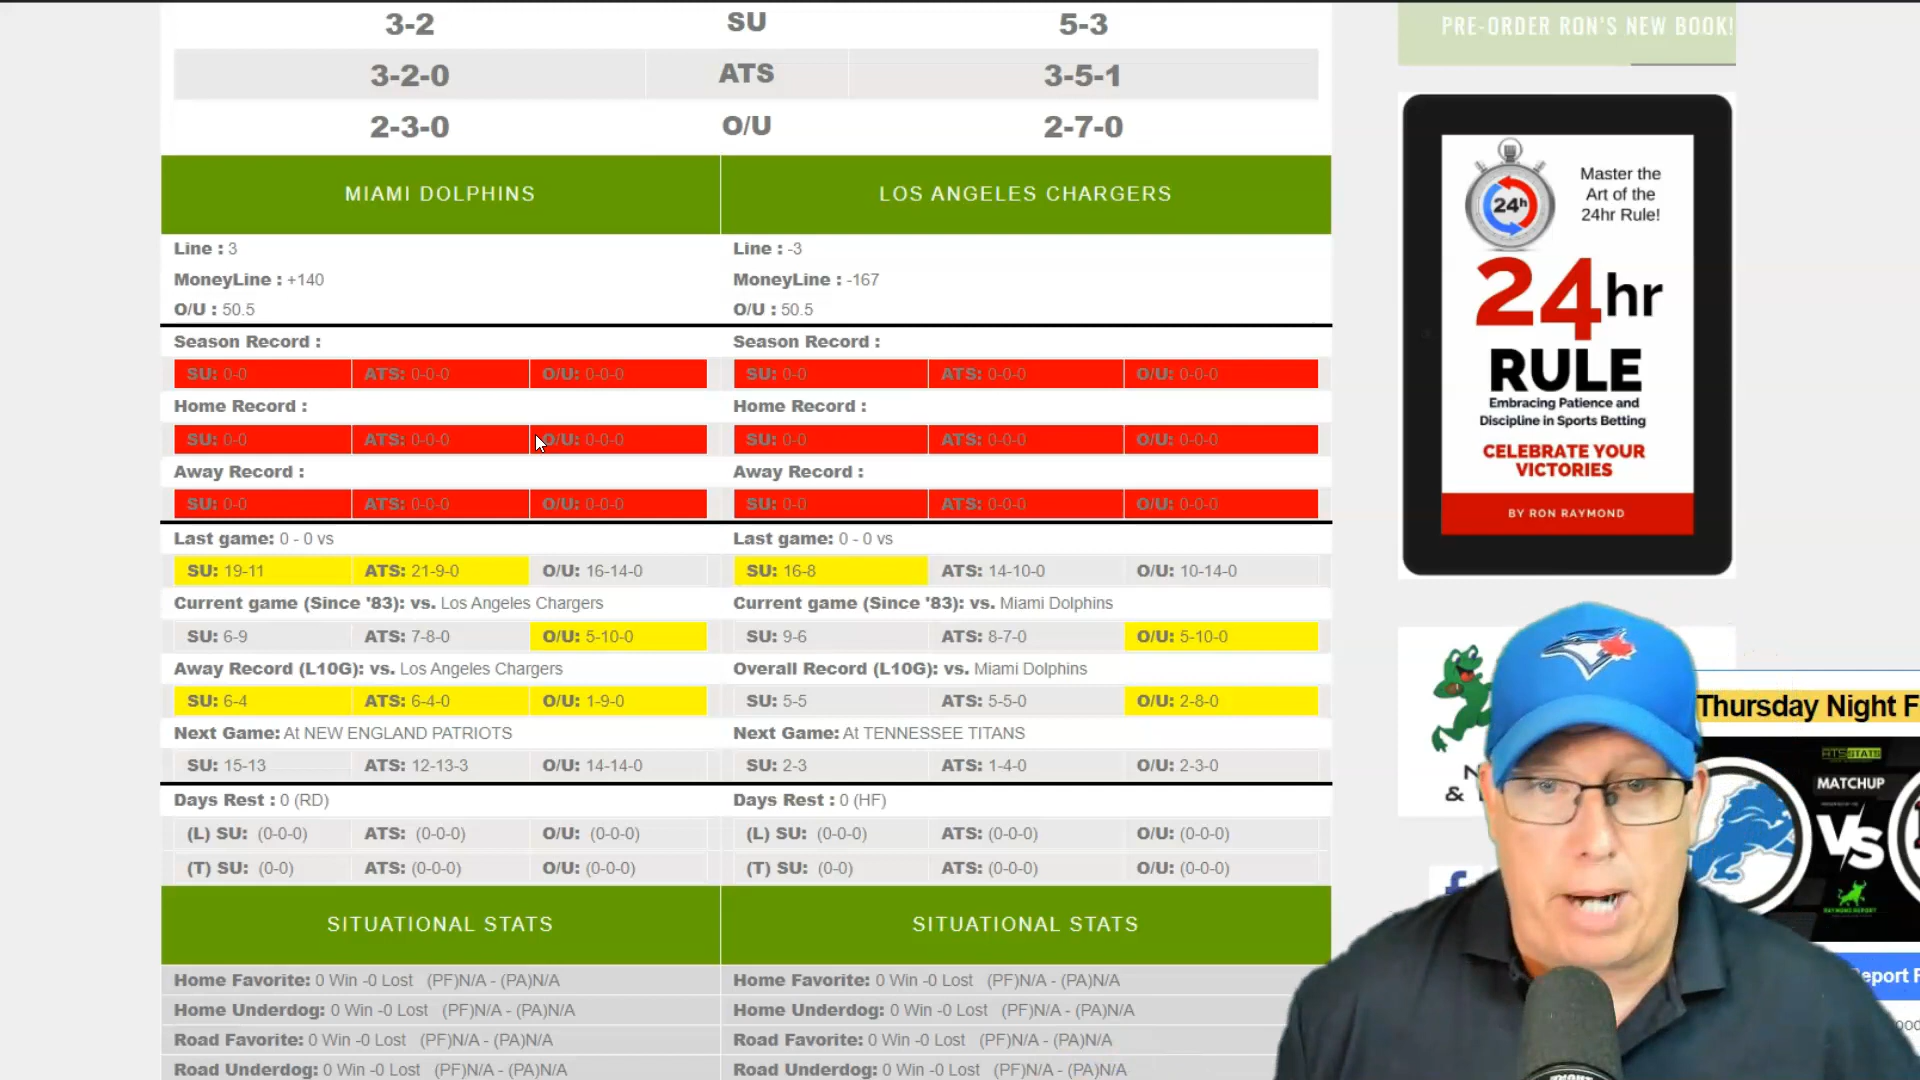 3-2 SU 5-3
3-2-0 ATS 3-5-1
2-3-0 O/U 2-7-0
MIAMI DOLPHINS LOS ANGELES CHARGERS
Line : 3 Line : -3
MoneyLine : +140 MoneyLine : -167
O/U : 50.5 O/U : 50.5
Season Record : Season Record :
SU: 0-0 ATS: 0-0-0 O/U: 0-0-0 SU: 0-0 ATS: 0-0-0 O/U: 0-0-0
Home Record : Home Record :
SU: 0-0 ATS: 0-0-0 O/U: 0-0-0 SU: 0-0 ATS: 0-0-0 O/U: 0-0-0
Away Record : Away Record :
SU: 0-0 ATS: 0-0-0 O/U: 0-0-0 SU: 0-0 ATS: 0-0-0 O/U: 0-0-0
Last game: 0 - 0 vs Last game: 0 - 0 vs
SU: 19-11 ATS: 21-9-0 O/U: 16-14-0 SU: 16-8 ATS: 14-10-0 O/U: 10-14-0
Current game (Since '83): vs. Los Angeles Chargers Current game (Since '83): vs. Miami Dolphins
SU: 6-9 ATS: 7-8-0 O/U: 5-10-0 SU: 9-6 ATS: 8-7-0 O/U: 5-10-0
Away Record (L10G): vs. Los Angeles Chargers Overall Record (L10G): vs. Miami Dolphins
SU: 6-4 ATS: 6-4-0 O/U: 1-9-0 SU: 5-5 ATS: 5-5-0 O/U: 2-8-0
Next Game: At NEW ENGLAND PATRIOTS Next Game: At TENNESSEE TITANS
SU: 15-13 ATS: 12-13-3 O/U: 14-14-0 SU: 2-3 ATS: 1-4-0 O/U: 2-3-0
Days Rest : 0 (RD) Days Rest : 0 (HF)
(L) SU: (0-0-0) ATS: (0-0-0) O/U: (0-0-0) (L) SU: (0-0-0) ATS: (0-0-0) O/U: (0-0-0)
(T) SU: (0-0) ATS: (0-0-0) O/U: (0-0-0) (T) SU: (0-0) ATS: (0-0-0) O/U: (0-0-0)
SITUATIONAL STATS SITUATIONAL STATS
Home Favorite: 0 Win -0 Lost (PF)N/A - (PA)N/A Home Favorite: 0 Win -0 Lost (PF)N/A - (PA)N/A
Home Underdog: 0 Win -0 Lost (PF)N/A - (PA)N/A Home Underdog: 0 Win -0 Lost (PF)N/A - (PA)N/A
Road Favorite: 0 Win -0 Lost (PF)N/A - (PA)N/A Road Favorite: 0 Win -0 Lost (PF)N/A - (PA)N/A
Road Underdog: 0 Win -0 Lost (PF)N/A - (PA)N/A Road Underdog: 0 Win -0 Lost (PF)N/A - (PA)N/A
PRE-ORDER RON'S NEW BOOK!
24h
Master the
Art of the
24hr Rule!
24hr
RULE
Embracing Patience and
Discipline in Sports Betting
CELEBRATE YOUR
VICTORIES
BY RON RAYMOND
N
&
Thursday Night F
MATCHUP
VS
RAYMOND REPORT
eport F